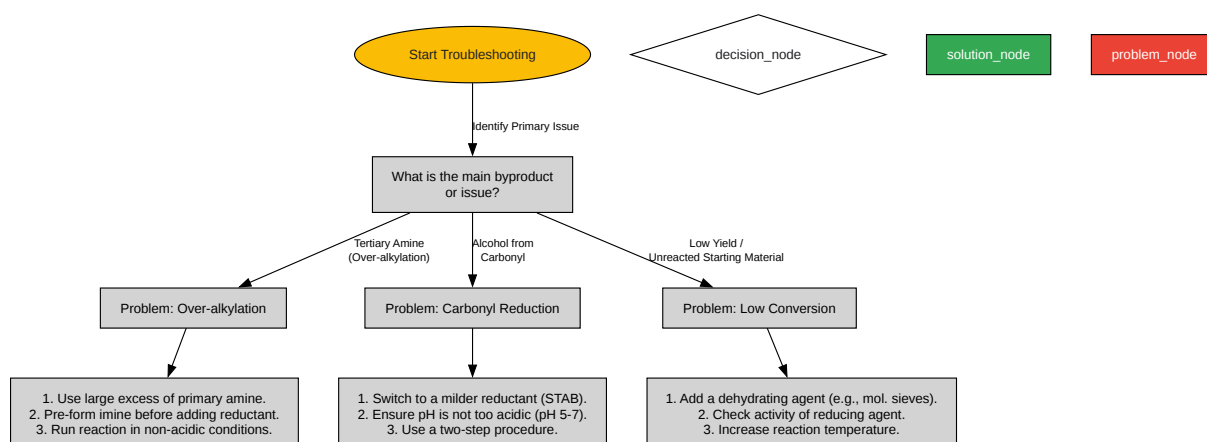 Start Troubleshooting
decision_node
solution_node
problem_node
Identify Primary Issue
What is the main byproduct
or issue?
Tertiary Amine
(Over-alkylation)
Alcohol from
Carbonyl
Low Yield /
Unreacted Starting Material
Problem: Over-alkylation
Problem: Carbonyl Reduction
Problem: Low Conversion
1. Use large excess of primary amine.
2. Pre-form imine before adding reductant.
3. Run reaction in non-acidic conditions.
1. Switch to a milder reductant (STAB).
2. Ensure pH is not too acidic (pH 5-7).
3. Use a two-step procedure.
1. Add a dehydrating agent (e.g., mol. sieves).
2. Check activity of reducing agent.
3. Increase reaction temperature.